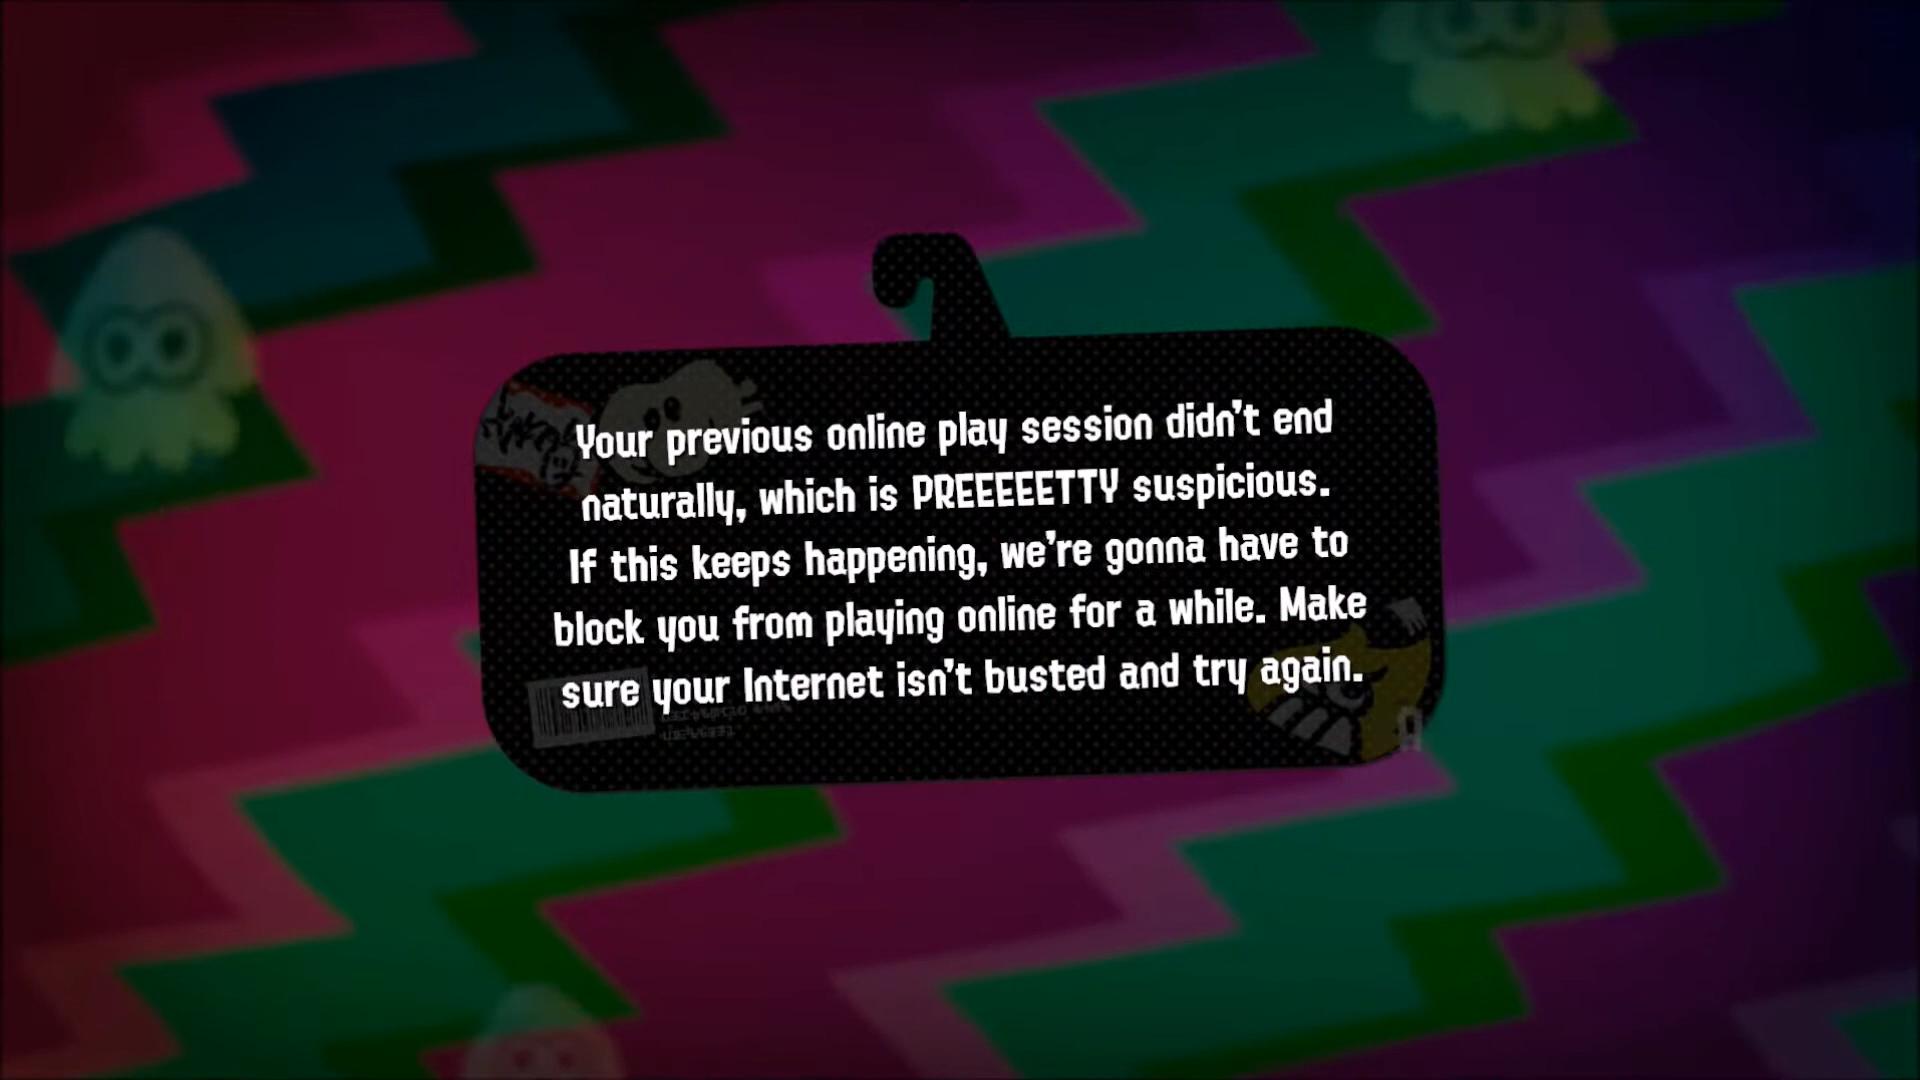 Your previous online play session didn't end
naturally, which is PREEEEETTY suspicious.
If this keeps happening, we're gonna have to
block you from playing online for a while. Make
sure your Internet isn't busted and try again.